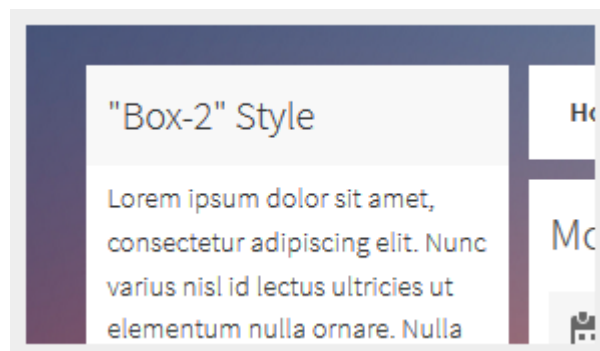 "Box-2" Style
Lorem ipsum dolor sit amet,
consectetur adipiscing elit. Nunc
varius nisl id lectus ultricies ut
elementum nulla ornare. Nulla